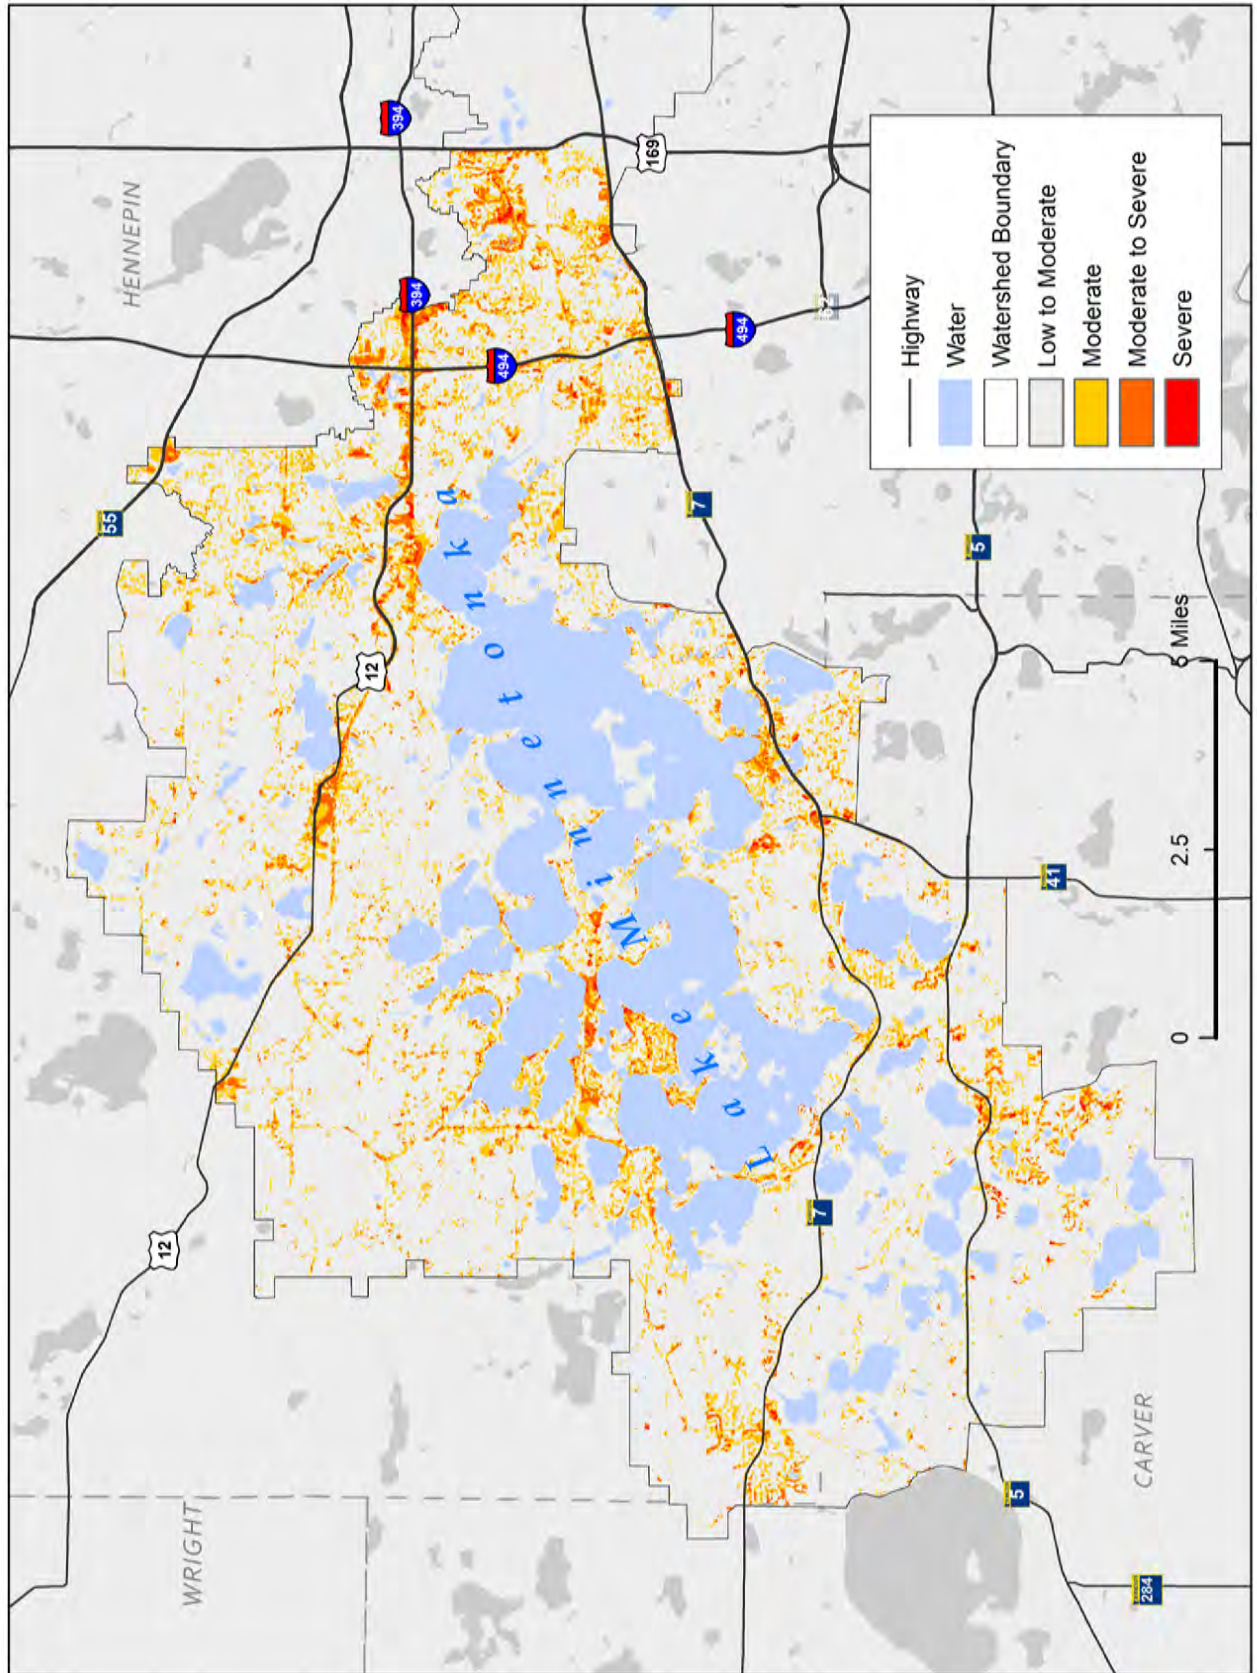 HENNEPIN
WRIGHT
CARVER
Lake Minnetonka
12
12
55
394
394
494
494
169
7
7
5
5
41
284
Highway
Water
Watershed Boundary
Low to Moderate
Moderate
Moderate to Severe
Severe
0 2.5 5 Miles